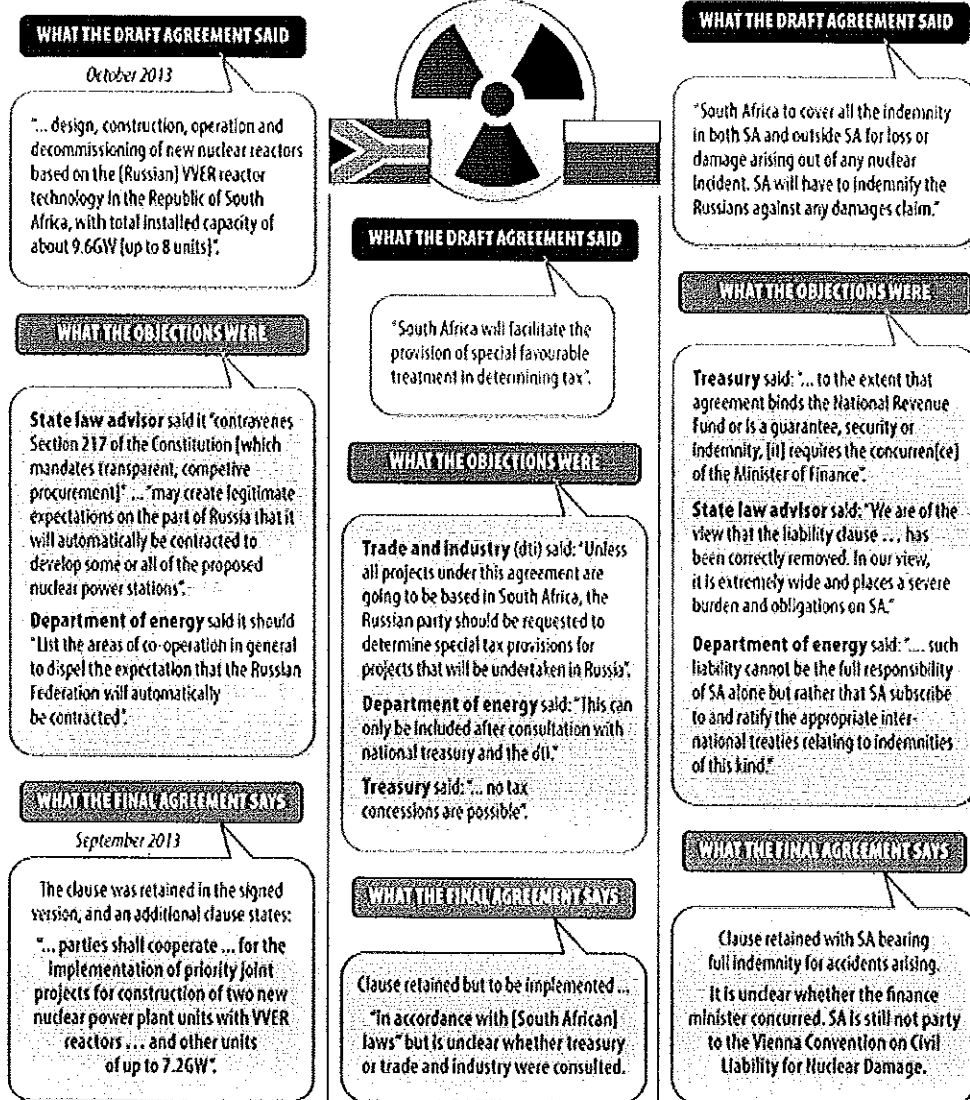 WHAT THE DRAFT AGREEMENT SAID
October 2013
"... design, construction, operation and
decommissioning of new nuclear reactors
based on the [Russian] VVER reactor
technology in the Republic of South
Africa, with total installed capacity of
about 9.6GW [up to 8 units]".
WHAT THE OBJECTIONS WERE
State law advisor said it "contravenes
Section 217 of the Constitution [which
mandates transparent, competive
procurement]" ... "may create legitimate
expectations on the part of Russia that it
will automatically be contracted to
develop some or all of the proposed
nuclear power stations".
Department of energy said it should
"List the areas of co-operation in general
to dispel the expectation that the Russian
Federation will automatically
be contracted".
WHAT THE FINAL AGREEMENT SAYS
September 2013
The clause was retained in the signed
version, and an additional clause states:
"... parties shall cooperate ... for the
implementation of priority joint
projects for construction of two new
nuclear power plant units with VVER
reactors ... and other units
of up to 7.2GW".
WHAT THE DRAFT AGREEMENT SAID
"South Africa will facilitate the
provision of special favourable
treatment in determining tax".
WHAT THE OBJECTIONS WERE
Trade and industry (dti) said: "Unless
all projects under this agreement are
going to be based in South Africa, the
Russian party should be requested to
determine special tax provisions for
projects that will be undertaken in Russia".
Department of energy said: "This can
only be included after consultation with
national treasury and the dti."
Treasury said: "... no tax
concessions are possible".
WHAT THE FINAL AGREEMENT SAYS
Clause retained but to be implemented ...
"In accordance with [South African]
laws" but is unclear whether treasury
or trade and industry were consulted.
WHAT THE DRAFT AGREEMENT SAID
"South Africa to cover all the indemnity
in both SA and outside SA for loss or
damage arising out of any nuclear
incident. SA will have to indemnify the
Russians against any damages claim."
WHAT THE OBJECTIONS WERE
Treasury said: "... to the extent that
agreement binds the National Revenue
Fund or is a guarantee, security or
indemnity, [it] requires the concurren[ce]
of the Minister of Finance".
State law advisor said: "We are of the
view that the liability clause ... has
been correctly removed. In our view,
it is extremely wide and places a severe
burden and obligations on SA."
Department of energy said: ".... such
liability cannot be the full responsibility
of SA alone but rather that SA subscribe
to and ratify the appropriate inter-
national treaties relating to indemnities
of this kind."
WHAT THE FINAL AGREEMENT SAYS
Clause retained with SA bearing
full indemnity for accidents arising.
It is unclear whether the finance
minister concurred. SA is still not party
to the Vienna Convention on Civil
Liability for Nuclear Damage.